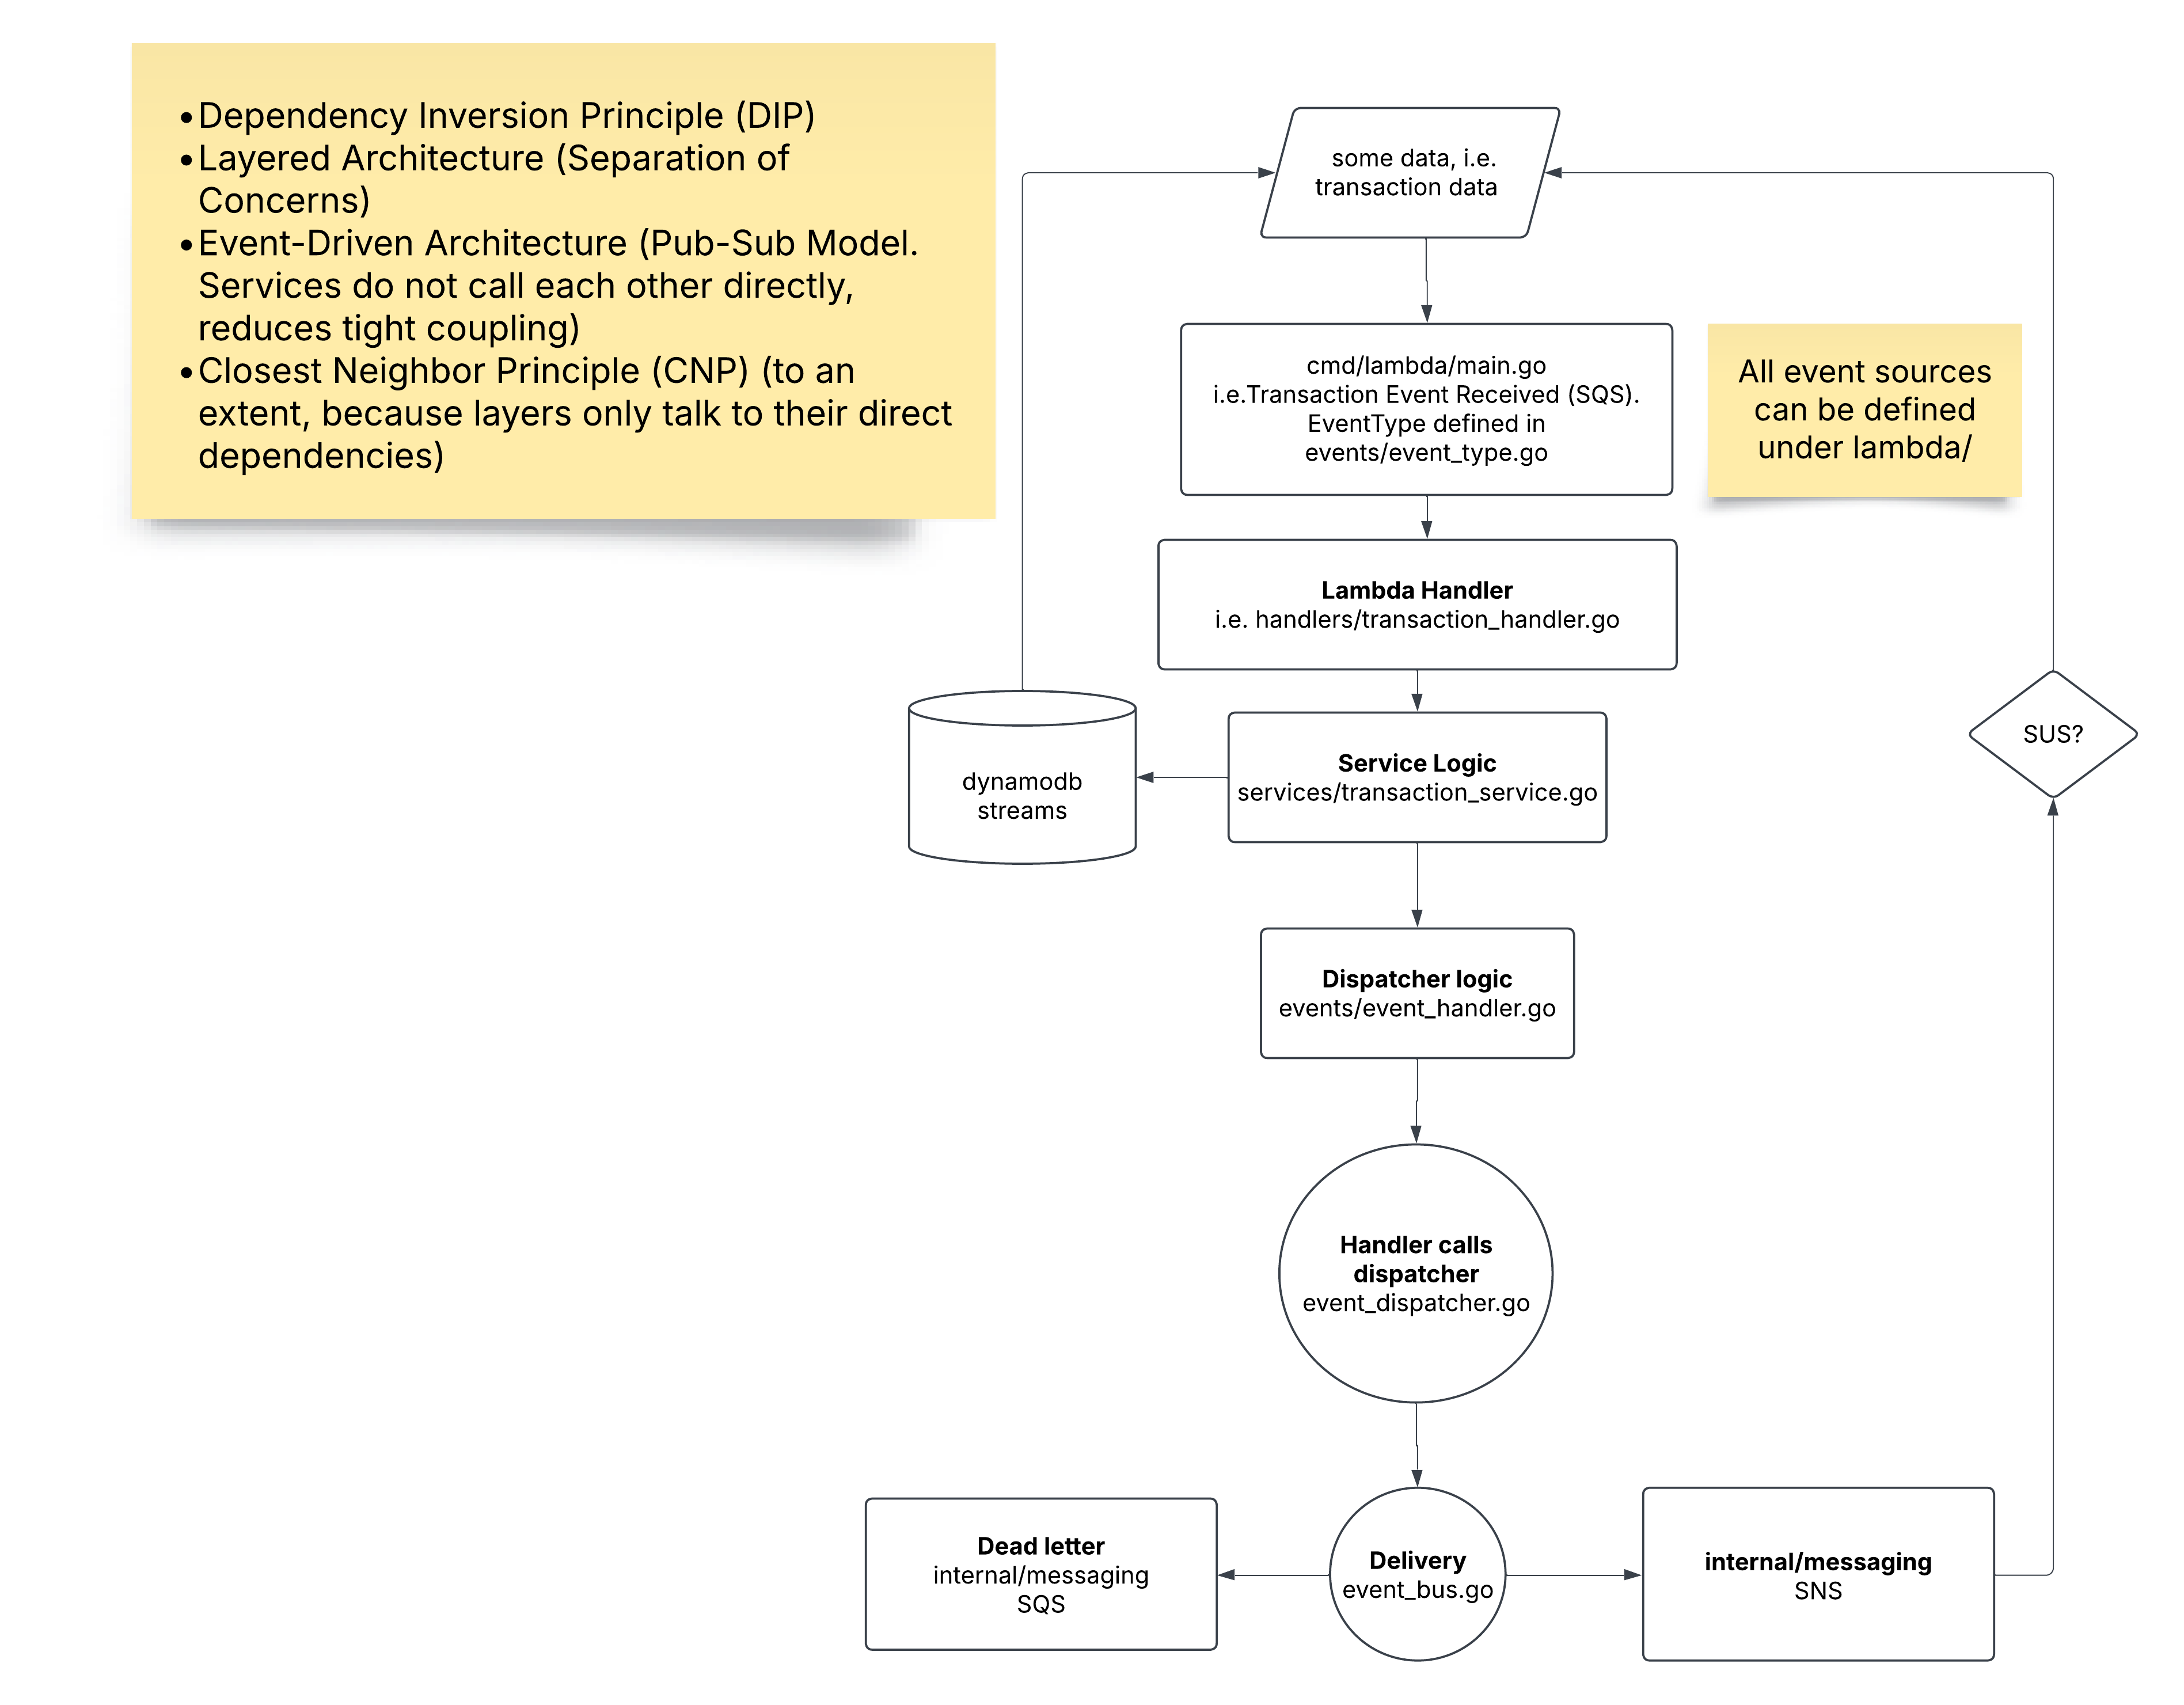 •Dependency Inversion Principle (DIP)
•Layered Architecture (Separation of
Concerns)
•Event-Driven Architecture (Pub-Sub Model.
Services do not call each other directly,
reduces tight coupling)
•Closest Neighbor Principle (CNP) (to an
extent, because layers only talk to their direct
dependencies)
some data, i.e.
transaction data
cmd/lambda/main.go
i.e.Transaction Event Received (SQS).
EventType defined in
events/event_type.go
All event sources
can be defined
under lambda/
Lambda Handler
i.e. handlers/transaction_handler.go
SUS?
dynamodb
streams
Service Logic
services/transaction_service.go
Dispatcher logic
events/event_handler.go
Handler calls
dispatcher
event_dispatcher.go
Dead letter
internal/messaging
SQS
Delivery
event_bus.go
internal/messaging
SNS